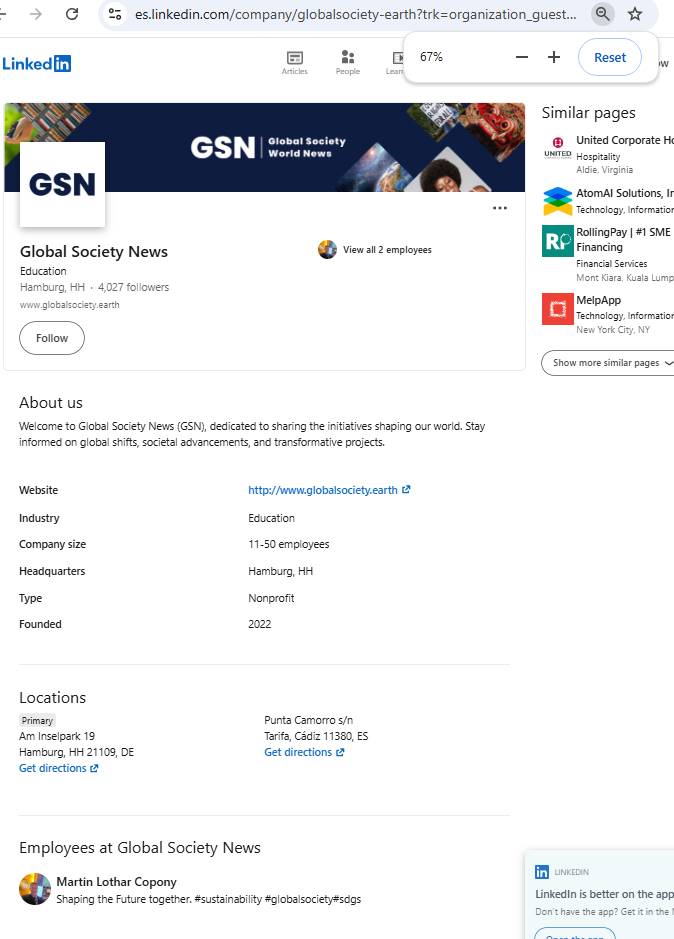 es.linkedin.com/company/globalsociety-earth?trk=organization_guest...
67%
Reset
Linked in
Articles
People
Lear
ow
GSN | Global Society
World News
GSN
Global Society News
Education
Hamburg, HH · 4,027 followers
www.globalsociety.earth
Follow
View all 2 employees
Similar pages
United Corporate Ho
UNITED
Hospitality
Aldie, Virginia
AtomAI Solutions, In
Technology, Information
RP
RollingPay | #1 SME
Financing
Financial Services
Mont Kiara, Kuala Lump
MelpApp
Technology, Information
New York City, NY
Show more similar pages
About us
Welcome to Global Society News (GSN), dedicated to sharing the initiatives shaping our world. Stay
informed on global shifts, societal advancements, and transformative projects.
Website http://www.globalsociety.earth
Industry Education
Company size 11-50 employees
Headquarters Hamburg, HH
Type Nonprofit
Founded 2022
Locations
Primary
Am Inselpark 19
Hamburg, HH 21109, DE
Get directions
Punta Camorro s/n
Tarifa, Cádiz 11380, ES
Get directions
Employees at Global Society News
Martin Lothar Copony
Shaping the Future together. #sustainability #globalsociety#sdgs
in LINKEDIN
LinkedIn is better on the app
Don't have the app? Get it in the
Open the app